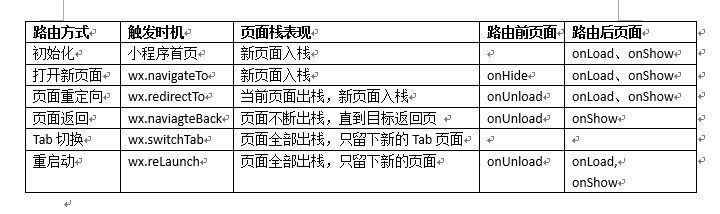 路由方式 触发时机 页面栈表现 路由前页面 路由后页面
初始化 小程序首页 新页面入栈 onLoad、onShow
打开新页面 wx.navigateTo 新页面入栈 onHide onLoad、onShow
页面重定向 wx.redirectTo 当前页面出栈，新页面入栈 onUnload onLoad、onShow
页面返回 wx.naviagteBack 页面不断出栈，直到目标返回页 onUnload onShow
Tab 切换 wx.switchTab 页面全部出栈，只留下新的 Tab 页面
重启动 wx.reLaunch 页面全部出栈，只留下新的页面 onUnload onLoad,
onShow